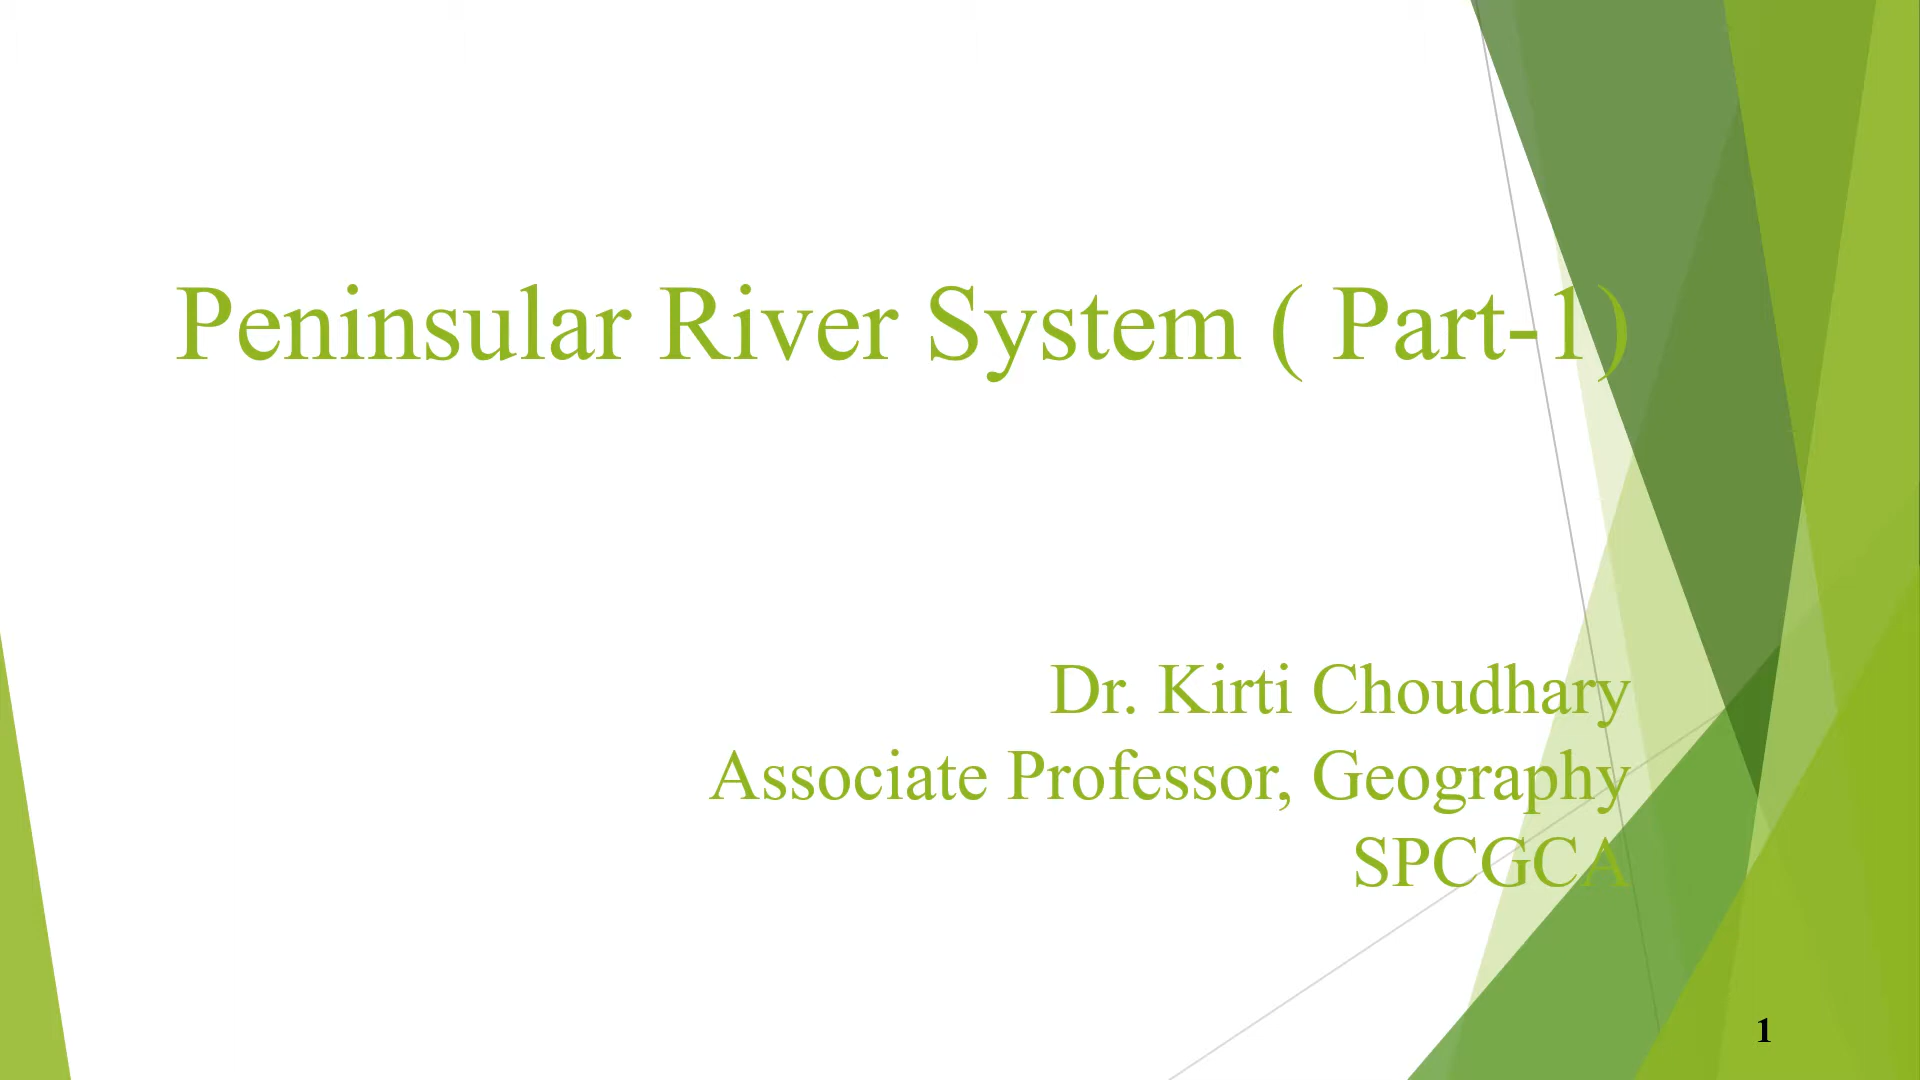 Peninsular River System ( Part-1)
Dr. Kirti Choudhary
Associate Professor, Geography
SPCGCA
1